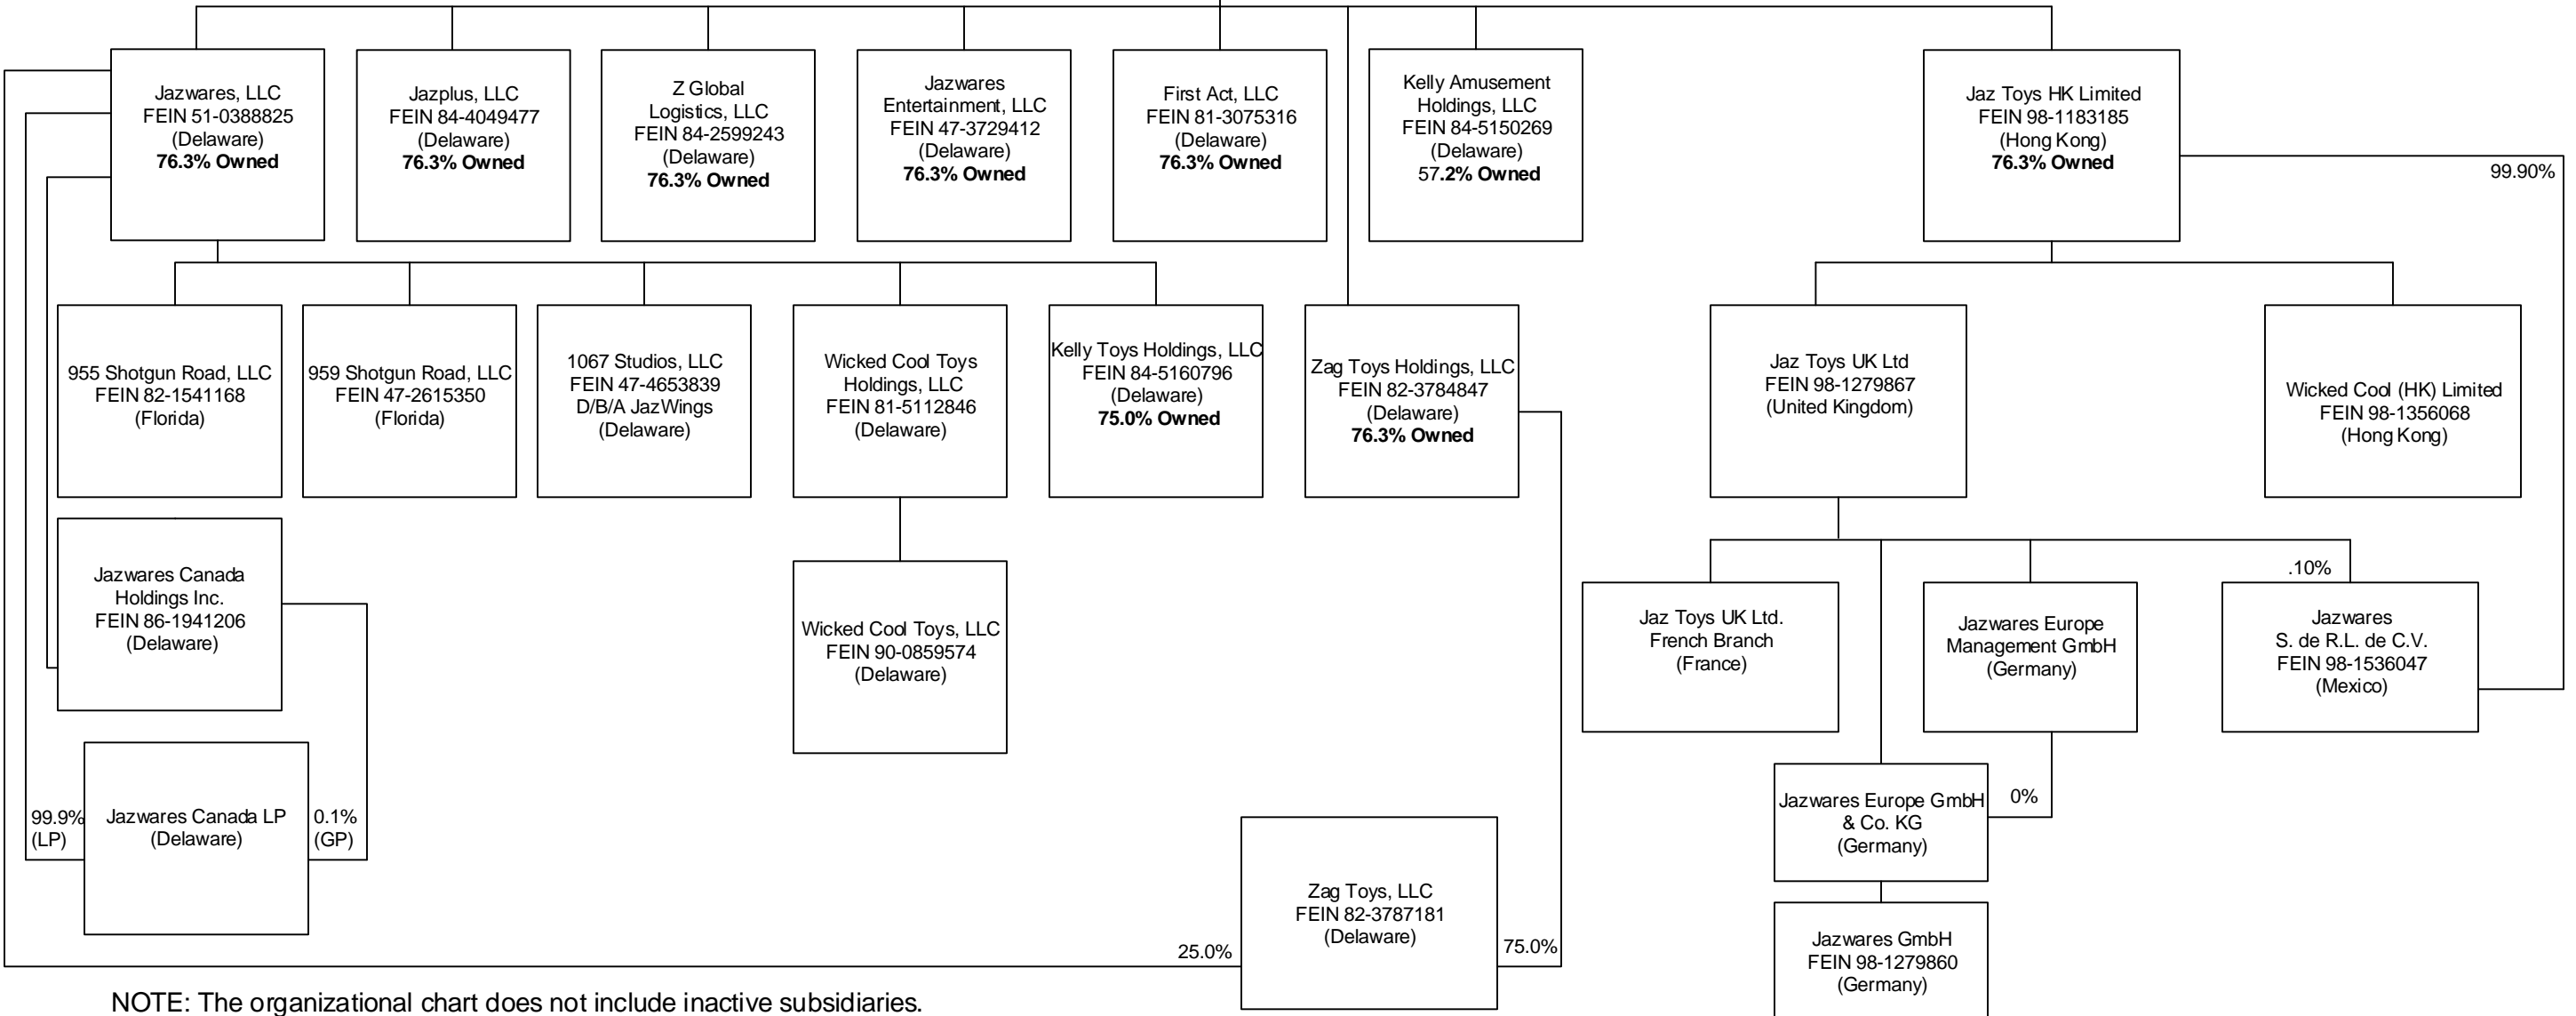 Jazwares, LLC
FEIN 51-0388825
(Delaware)
76.3% Owned
Jazplus, LLC
FEIN 84-4049477
(Delaware)
76.3% Owned
Z Global
Logistics, LLC
FEIN 84-2599243
(Delaware)
76.3% Owned
Jazwares
Entertainment, LLC
FEIN 47-3729412
(Delaware)
76.3% Owned
First Act, LLC
FEIN 81-3075316
(Delaware)
76.3% Owned
Kelly Amusement
Holdings, LLC
FEIN 84-5150269
(Delaware)
57.2% Owned
Jaz Toys HK Limited
FEIN 98-1183185
(Hong Kong)
76.3% Owned
99.90%
955 Shotgun Road, LLC
FEIN 82-1541168
(Florida)
959 Shotgun Road, LLC
FEIN 47-2615350
(Florida)
1067 Studios, LLC
FEIN 47-4653839
D/B/A JazWings
(Delaware)
Wicked Cool Toys
Holdings, LLC
FEIN 81-5112846
(Delaware)
Kelly Toys Holdings, LLC
FEIN 84-5160796
(Delaware)
75.0% Owned
Zag Toys Holdings, LLC
FEIN 82-3784847
(Delaware)
76.3% Owned
Jaz Toys UK Ltd
FEIN 98-1279867
(United Kingdom)
Wicked Cool (HK) Limited
FEIN 98-1356068
(Hong Kong)
Jazwares Canada
Holdings Inc.
FEIN 86-1941206
(Delaware)
Wicked Cool Toys, LLC
FEIN 90-0859574
(Delaware)
Jaz Toys UK Ltd.
French Branch
(France)
Jazwares Europe
Management GmbH
(Germany)
.10%
Jazwares
S. de R.L. de C.V.
FEIN 98-1536047
(Mexico)
99.9%
(LP)
Jazwares Canada LP
(Delaware)
0.1%
(GP)
Jazwares Europe GmbH
& Co. KG
(Germany)
0%
25.0%
Zag Toys, LLC
FEIN 82-3787181
(Delaware)
75.0%
Jazwares GmbH
FEIN 98-1279860
(Germany)
NOTE: The organizational chart does not include inactive subsidiaries.